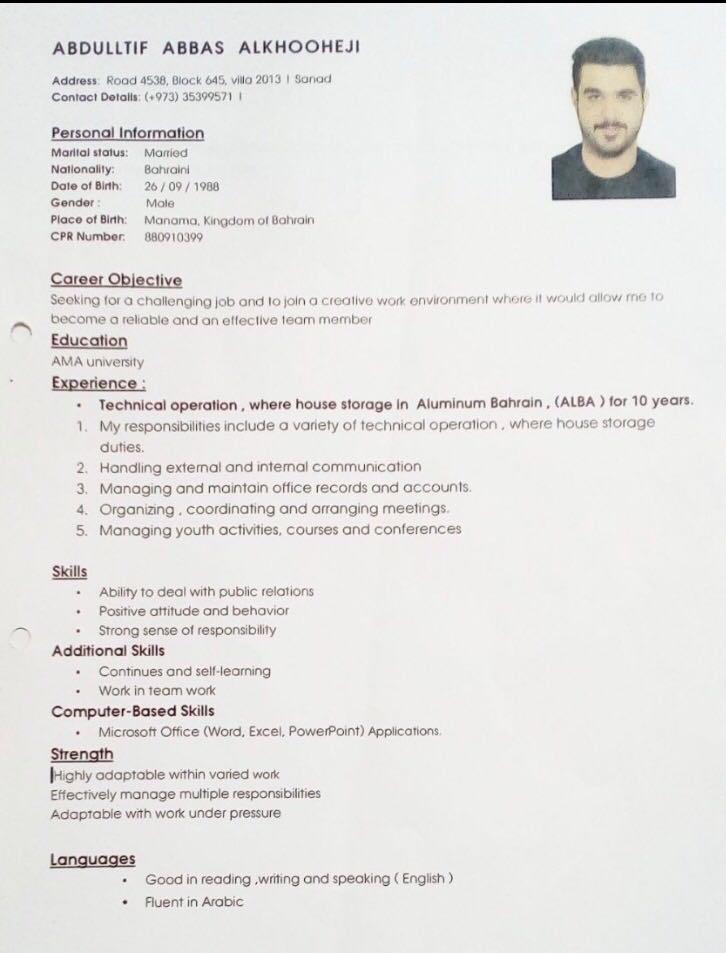 ABDULLTIF ABBAS ALKHOOHEJI
Address: Road 4538, Block 645, villa 2013 | Sanad
Contact Details: (+973) 35399571 |
Personal Information
Marital status: Married
Nationality: Bahraini
Date of Birth: 26 / 09 / 1988
Gender : Male
Place of Birth: Manama, Kingdom of Bahrain
CPR Number: 880910399
Career Objective
Seeking for a challenging job and to join a creative work environment where it would allow me to
become a reliable and an effective team member
Education
AMA university
Experience :
• Technical operation , where house storage in Aluminum Bahrain , (ALBA ) for 10 years.
1. My responsibilities include a variety of technical operation , where house storage
duties.
2. Handling external and internal communication
3. Managing and maintain office records and accounts.
4. Organizing , coordinating and arranging meetings.
5. Managing youth activities, courses and conferences
Skills
• Ability to deal with public relations
• Positive attitude and behavior
• Strong sense of responsibility
Additional Skills
• Continues and self-learning
• Work in team work
Computer-Based Skills
• Microsoft Office (Word, Excel, PowerPoint) Applications.
Strength
Highly adaptable within varied work
Effectively manage multiple responsibilities
Adaptable with work under pressure
Languages
• Good in reading ,writing and speaking ( English )
• Fluent in Arabic